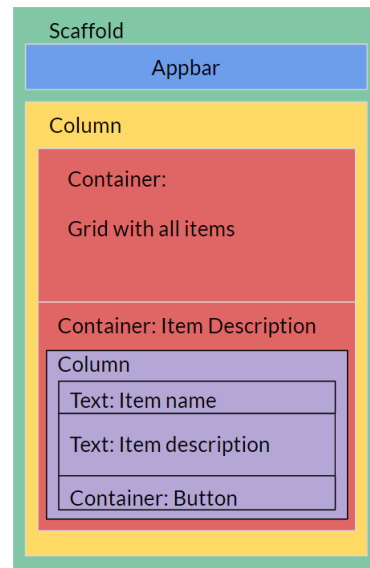 Scaffold
Appbar
Column
Container:
Grid with all items
Container: Item Description
Column
Text: Item name
Text: Item description
Container: Button